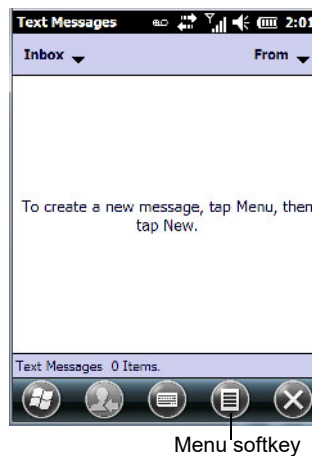 Text Messages 2:01
Inbox From
To create a new message, tap Menu, then
tap New.
Text Messages 0 Items.
Menu softkey